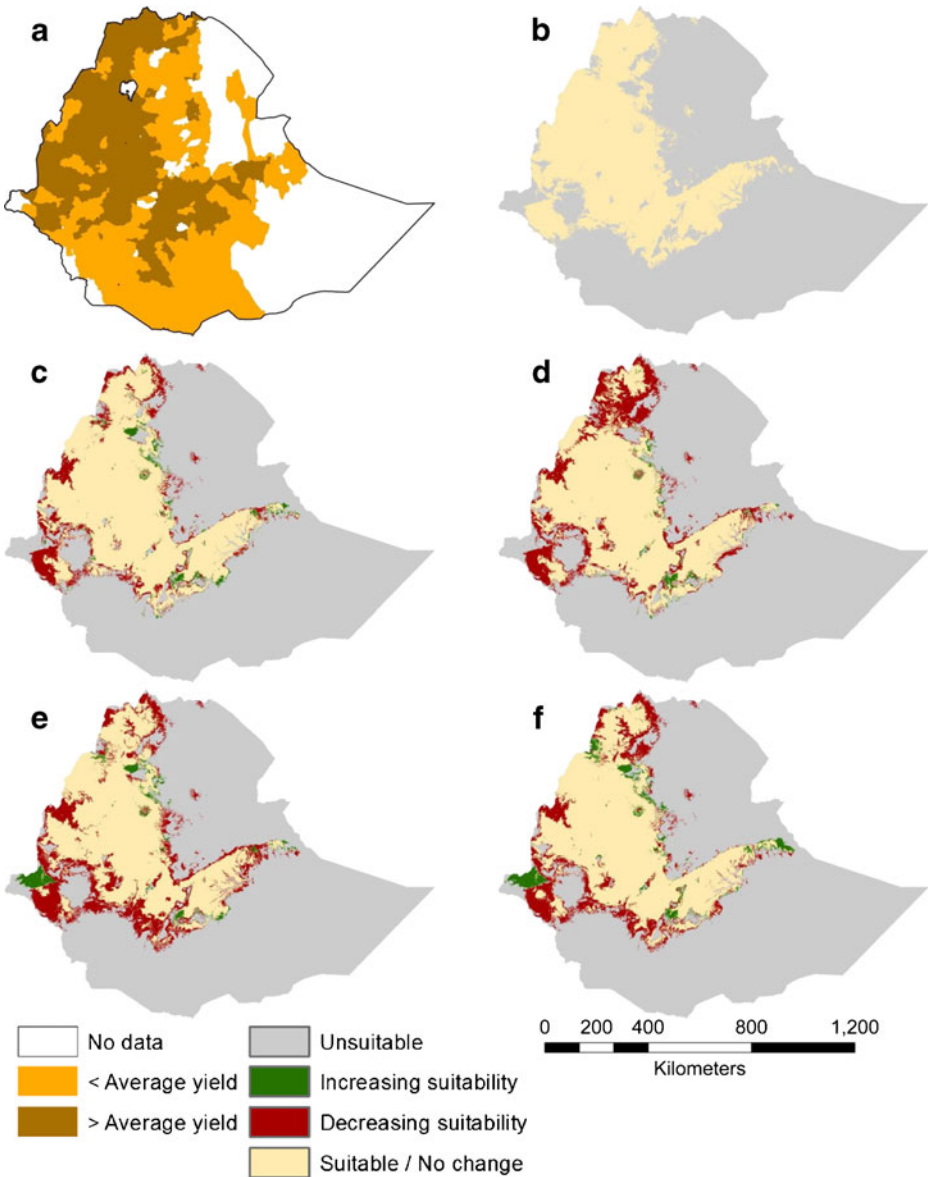 a
b
c
d
e
f
No data
< Average yield
> Average yield
Unsuitable
Increasing suitability
Decreasing suitability
Suitable / No change
0 200 400 800 1,200
Kilometers